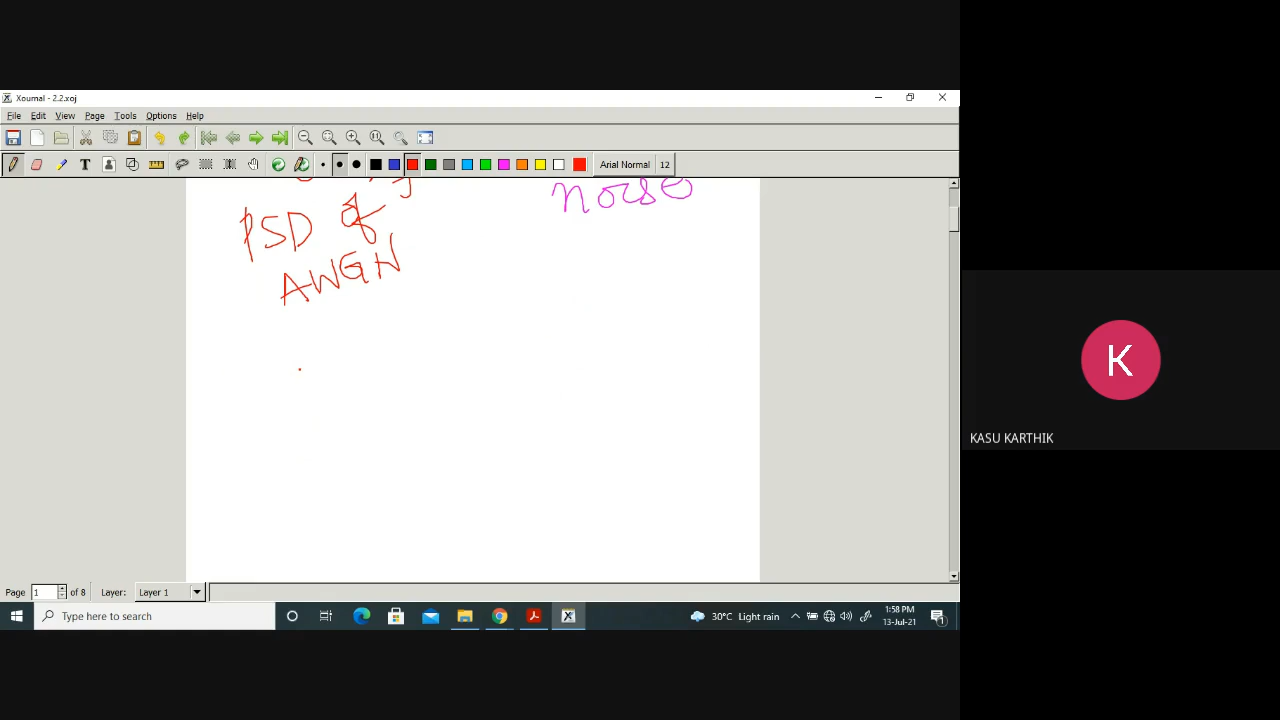 Xournal - 2.2.xoj
File Edit View Page Tools Options Help
Arial Normal 12
noise
PSD of
AWGN
K
KASU KARTHIK
Page 1 of 8 Layer: Layer 1
Type here to search
30°C Light rain
1:58 PM
13-Jul-21
1